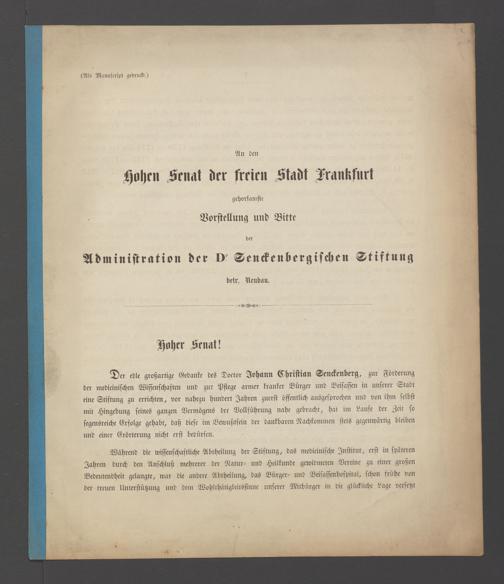 (Als Manuscript gedruckt.)
An den
Hohen Senat der freien Stadt Frankfurt
gehorsamste
Vorstellung und Bitte
der
Administration der Dr Senckenbergischen Stiftung
betr. Neubau.
Hoher Senat!
Der edle großartige Gedanke des Doctor Johann Christian Senckenberg, zur Förderung
der medicinischen Wissenschaften und zur Pflege armer kranker Bürger und Beisassen in unserer Stadt
eine Stiftung zu errichten, vor nahezu hundert Jahren zuerst öffentlich ausgesprochen und von ihm selbst
mit Hingebung seines ganzen Vermögens der Vollführung nahe gebracht, hat im Laufe der Zeit so
segensreiche Erfolge gehabt, daß diese im Bewußtsein der dankbaren Nachkommen stets gegenwärtig bleiben
und einer Erörterung nicht erst bedürfen.
Während die wissenschaftliche Abtheilung der Stiftung, das medicinische Institut, erst in späteren
Jahren durch den Anschluß mehrerer der Natur- und Heilkunde gewidmeten Vereine zu einer großen
Bedeutendheit gelangte, war die andere Abtheilung, das Bürger- und Beisassenhospital, schon frühe von
der treuen Unterstützung und dem Wohlthätigkeitssinne unserer Mitbürger in die glückliche Lage versetzt